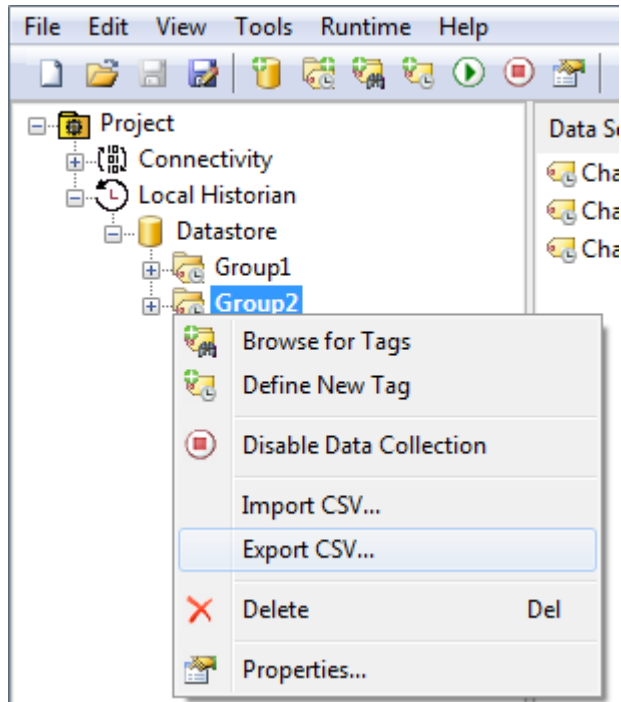 File Edit View Tools Runtime Help
Project
Data
Connectivity
Cha
Local Historian
Cha
Datastore
Cha
Group1
Group2
Browse for Tags
Define New Tag
Disable Data Collection
Import CSV...
Export CSV...
Delete Del
Properties...